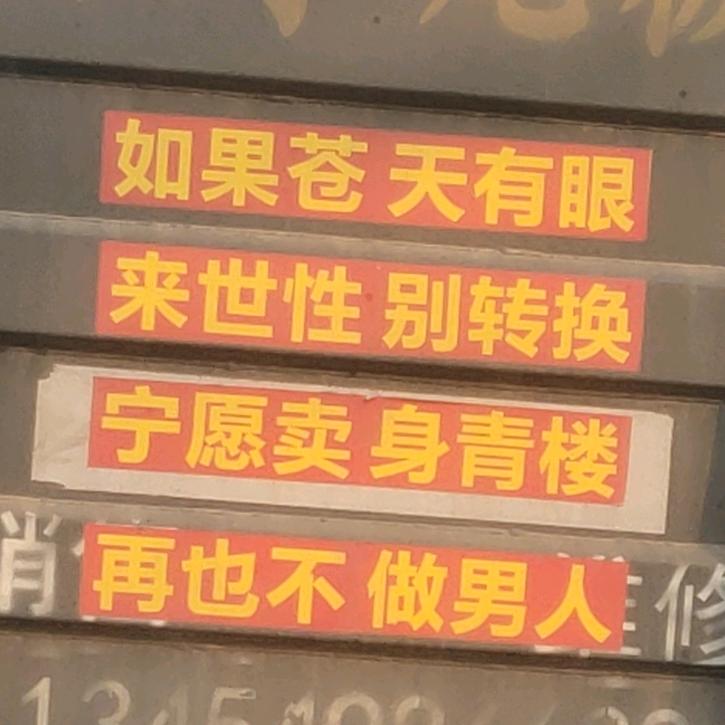 如果苍天有眼
来世性别转换
宁愿卖身青楼
再也不做男人
修